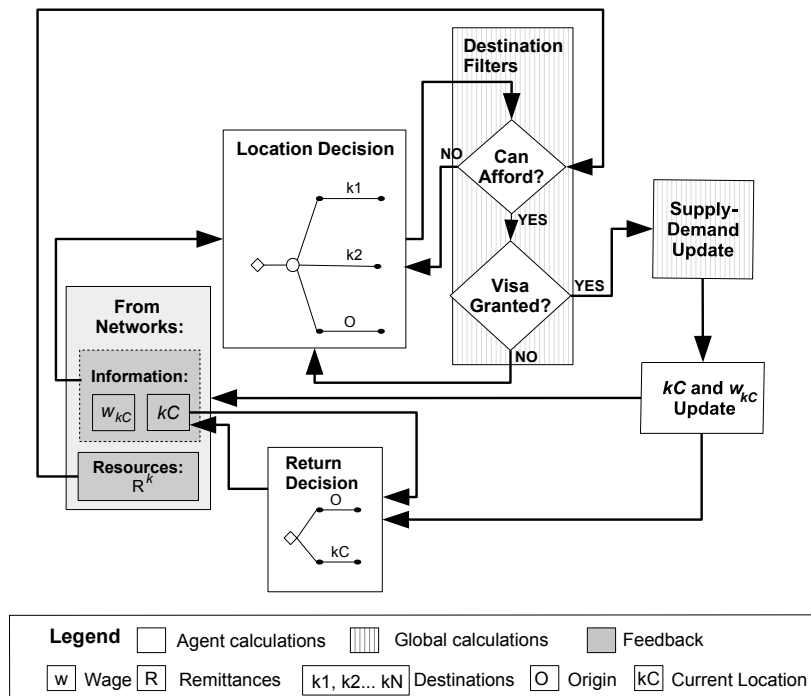 Destination
Filters
Location Decision
k1
k2
O
NO
Can
Afford?
YES
Visa
Granted?
YES
NO
Supply-
Demand
Update
From
Networks:
Information:
wkC
kC
Resources:
R^k
kC and wkC
Update
Return
Decision
O
kC
Legend
Agent calculations
Global calculations
Feedback
w Wage
R Remittances
k1, k2... kN Destinations
O Origin
kC Current Location